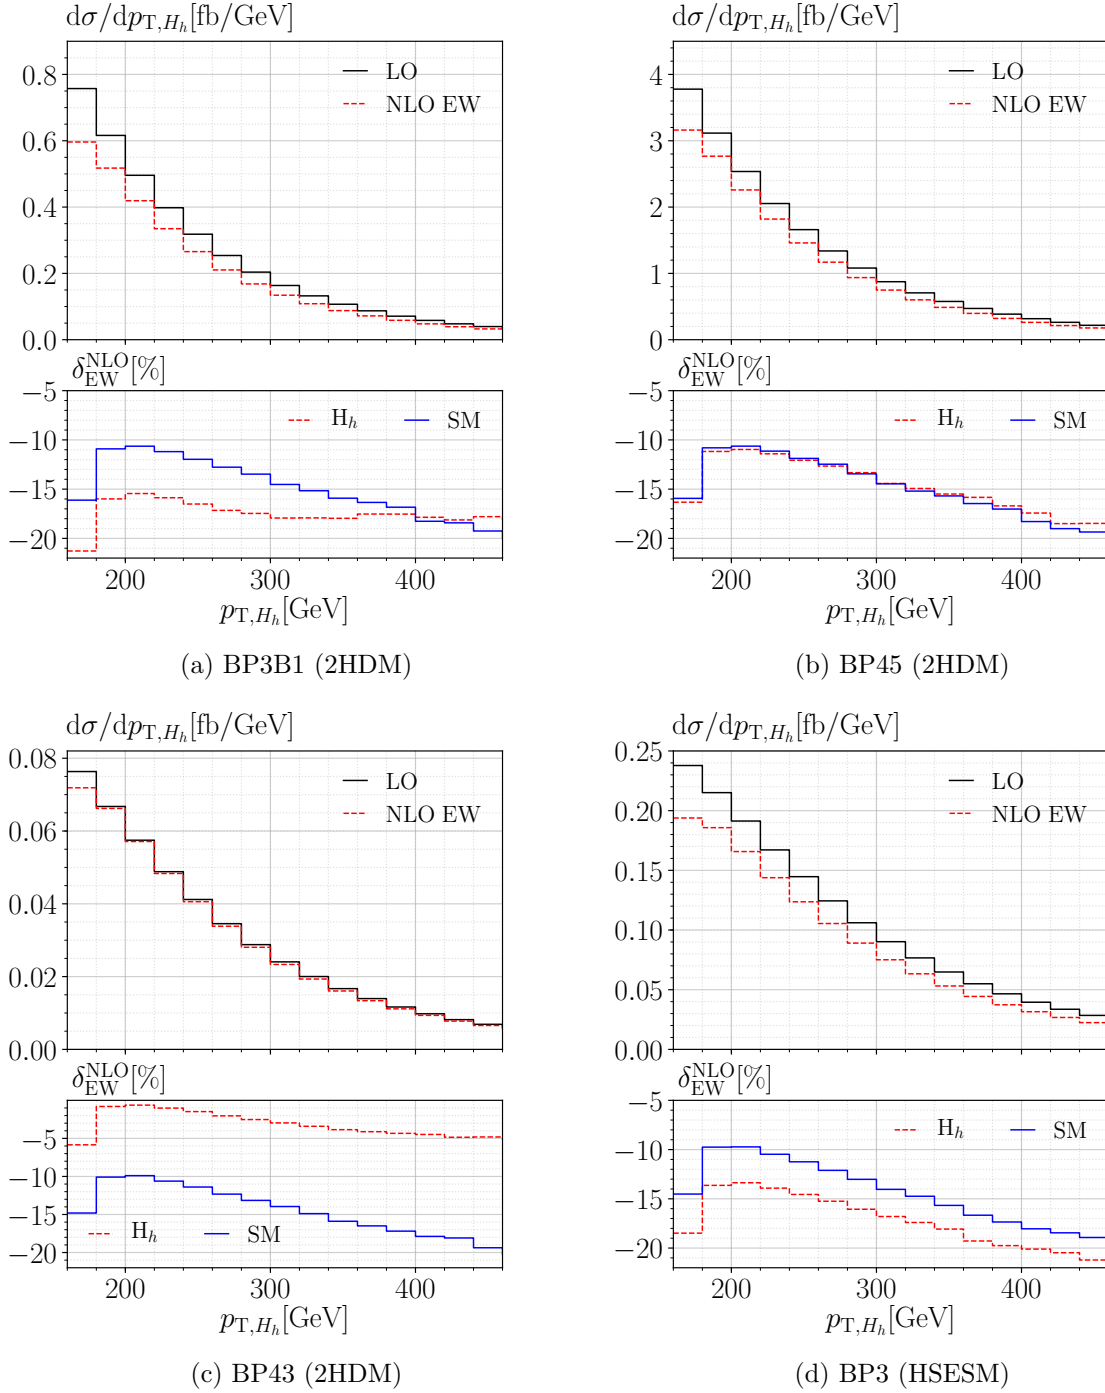 dσ/dp_{T,H_h}[fb/GeV]
0.8
0.6
0.4
0.2
0.0
LO
NLO EW
δ_{EW}^{NLO}[%]
−5
−10
−15
−20
H_h
SM
200
300
400
p_{T,H_h}[GeV]
(a) BP3B1 (2HDM)
dσ/dp_{T,H_h}[fb/GeV]
4
3
2
1
0
LO
NLO EW
δ_{EW}^{NLO}[%]
−5
−10
−15
−20
H_h
SM
200
300
400
p_{T,H_h}[GeV]
(b) BP45 (2HDM)
dσ/dp_{T,H_h}[fb/GeV]
0.08
0.06
0.04
0.02
0.00
LO
NLO EW
δ_{EW}^{NLO}[%]
−5
−10
−15
−20
H_h
SM
200
300
400
p_{T,H_h}[GeV]
(c) BP43 (2HDM)
dσ/dp_{T,H_h}[fb/GeV]
0.25
0.20
0.15
0.10
0.05
0.00
LO
NLO EW
δ_{EW}^{NLO}[%]
−5
−10
−15
−20
H_h
SM
200
300
400
p_{T,H_h}[GeV]
(d) BP3 (HSESM)